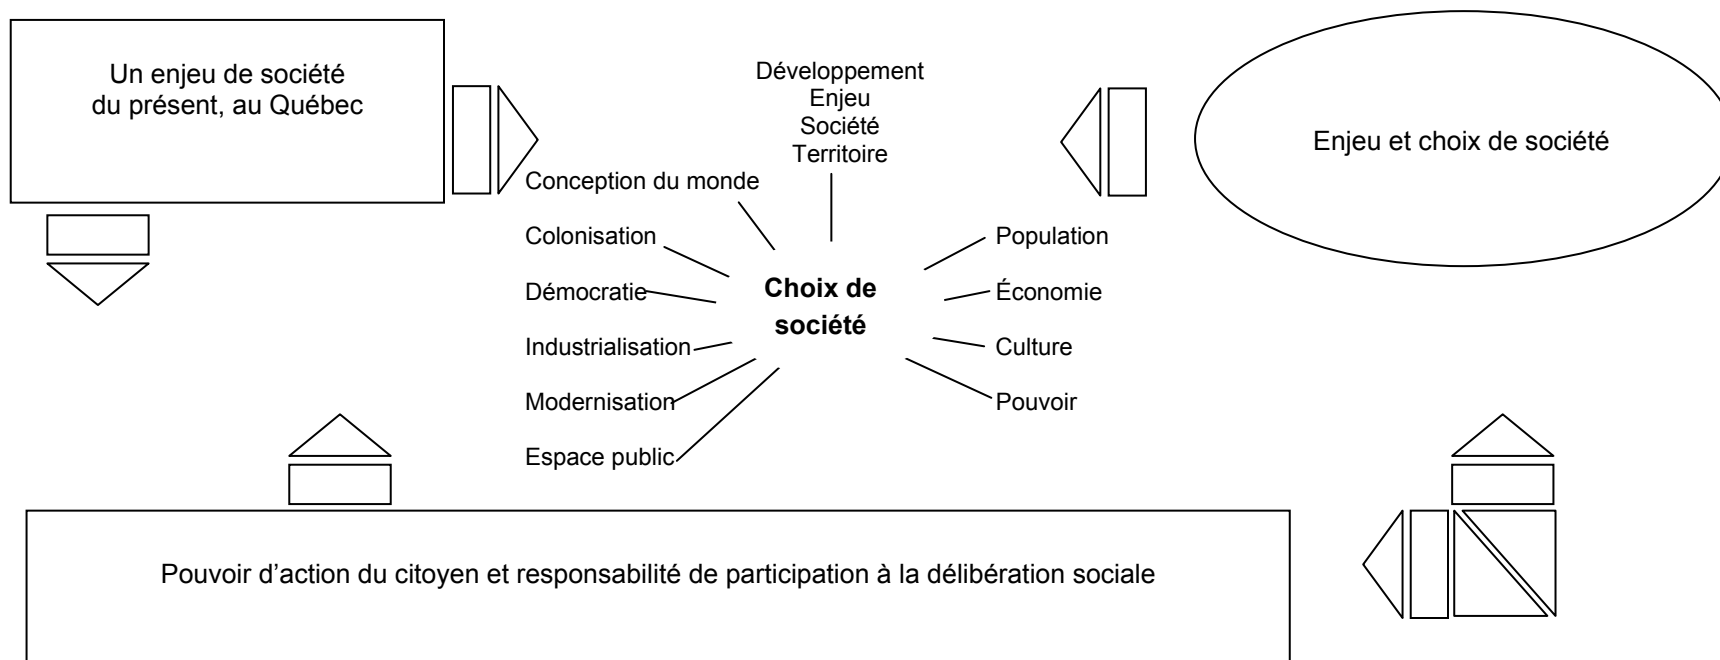 Un enjeu de société
du présent, au Québec
Développement
Enjeu
Société
Territoire
Enjeu et choix de société
Conception du monde
Colonisation
Démocratie
Industrialisation
Modernisation
Espace public
Choix de
société
Population
Économie
Culture
Pouvoir
Pouvoir d’action du citoyen et responsabilité de participation à la délibération sociale